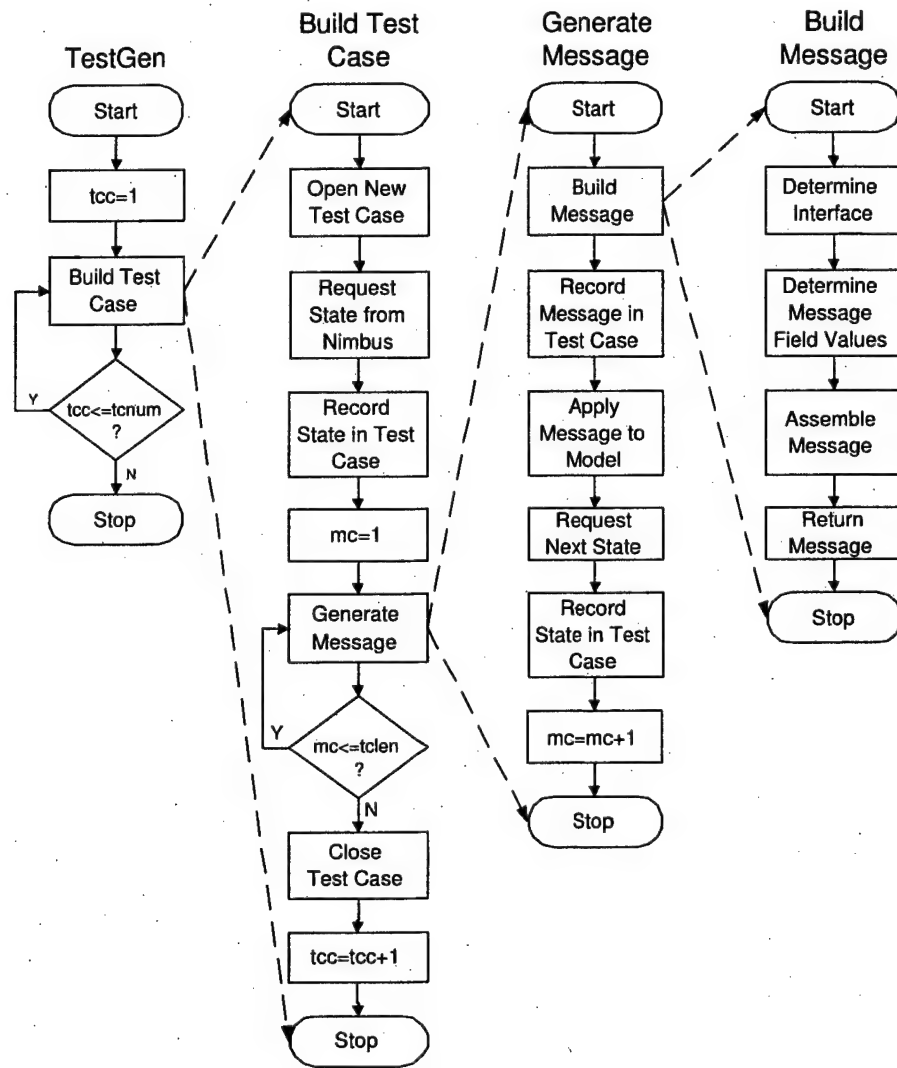 TestGen
Start
tcc=1
Build Test
Case
Y
tcc<=tcnum
?
N
Stop
Build Test
Case
Start
Open New
Test Case
Request
State from
Nimbus
Record
State in Test
Case
mc=1
Generate
Message
Y
mc<=tclen
?
N
Close
Test Case
tcc=tcc+1
Stop
Generate
Message
Start
Build
Message
Record
Message in
Test Case
Apply
Message to
Model
Request
Next State
Record
State in Test
Case
mc=mc+1
Stop
Build
Message
Start
Determine
Interface
Determine
Message
Field Values
Assemble
Message
Return
Message
Stop